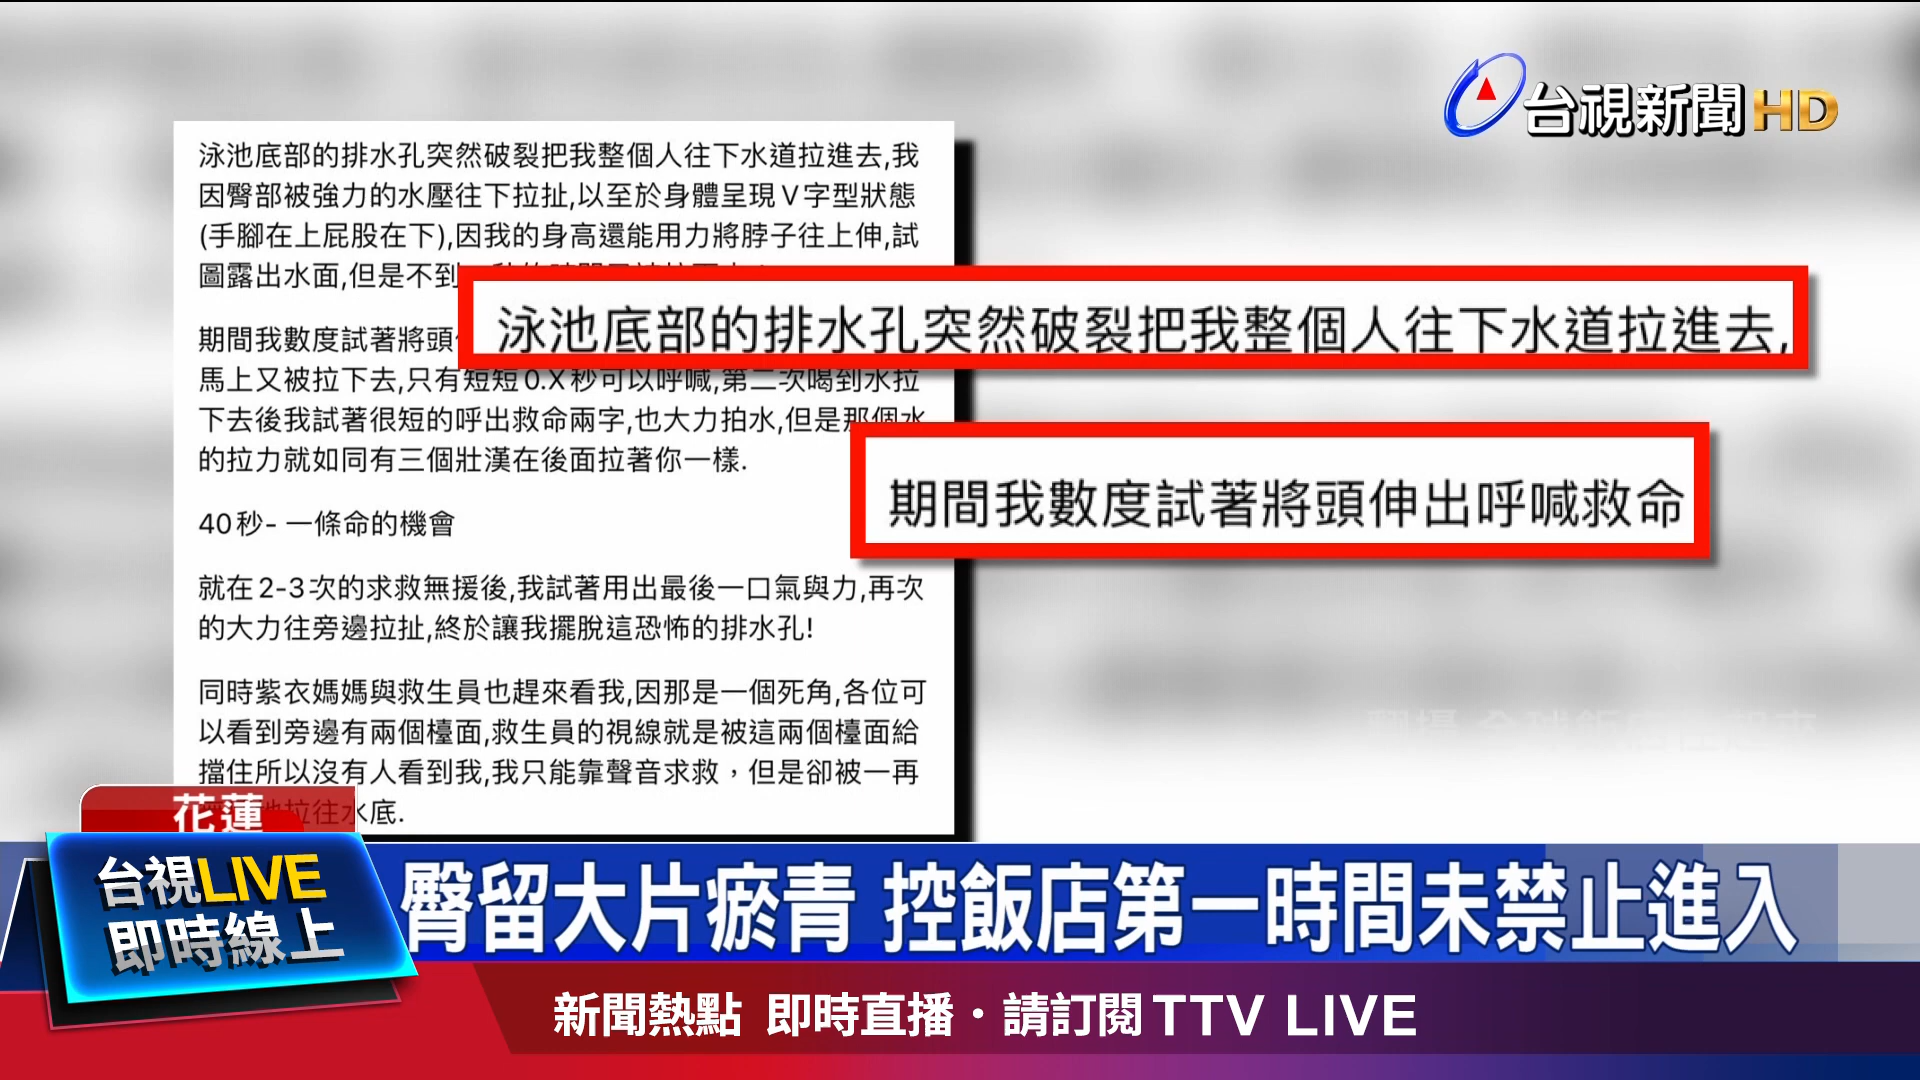 台視新聞HD
泳池底部的排水孔突然破裂把我整個人往下水道拉進去,我
因臀部被強力的水壓往下拉扯,以至於身體呈現V字型狀態
(手腳在上屁股在下),因我的身高還能用力將脖子往上伸,試
圖露出水面,但是不到
泳池底部的排水孔突然破裂把我整個人往下水道拉進去,
期間我數度試著將頭
馬上又被拉下去,只有短短0.X秒可以呼喊,第二次喝到水拉
下去後我試著很短的呼出救命兩字,也大力拍水,但是那個水
的拉力就如同有三個壯漢在後面拉著你一樣.
期間我數度試著將頭伸出呼喊救命
40秒- 一條命的機會
就在2-3次的求救無援後,我試著用出最後一口氣與力,再次
的大力往旁邊拉扯,終於讓我擺脫這恐怖的排水孔!
同時紫衣媽媽與救生員也趕來看我,因那是一個死角,各位可
以看到旁邊有兩個檯面,救生員的視線就是被這兩個檯面給
擋住所以沒有人看到我,我只能靠聲音求救，但是卻被一再
拉往水底.
花蓮
台視LIVE
即時線上
臀留大片瘀青 控飯店第一時間未禁止進入
新聞熱點 即時直播・請訂閱TTV LIVE